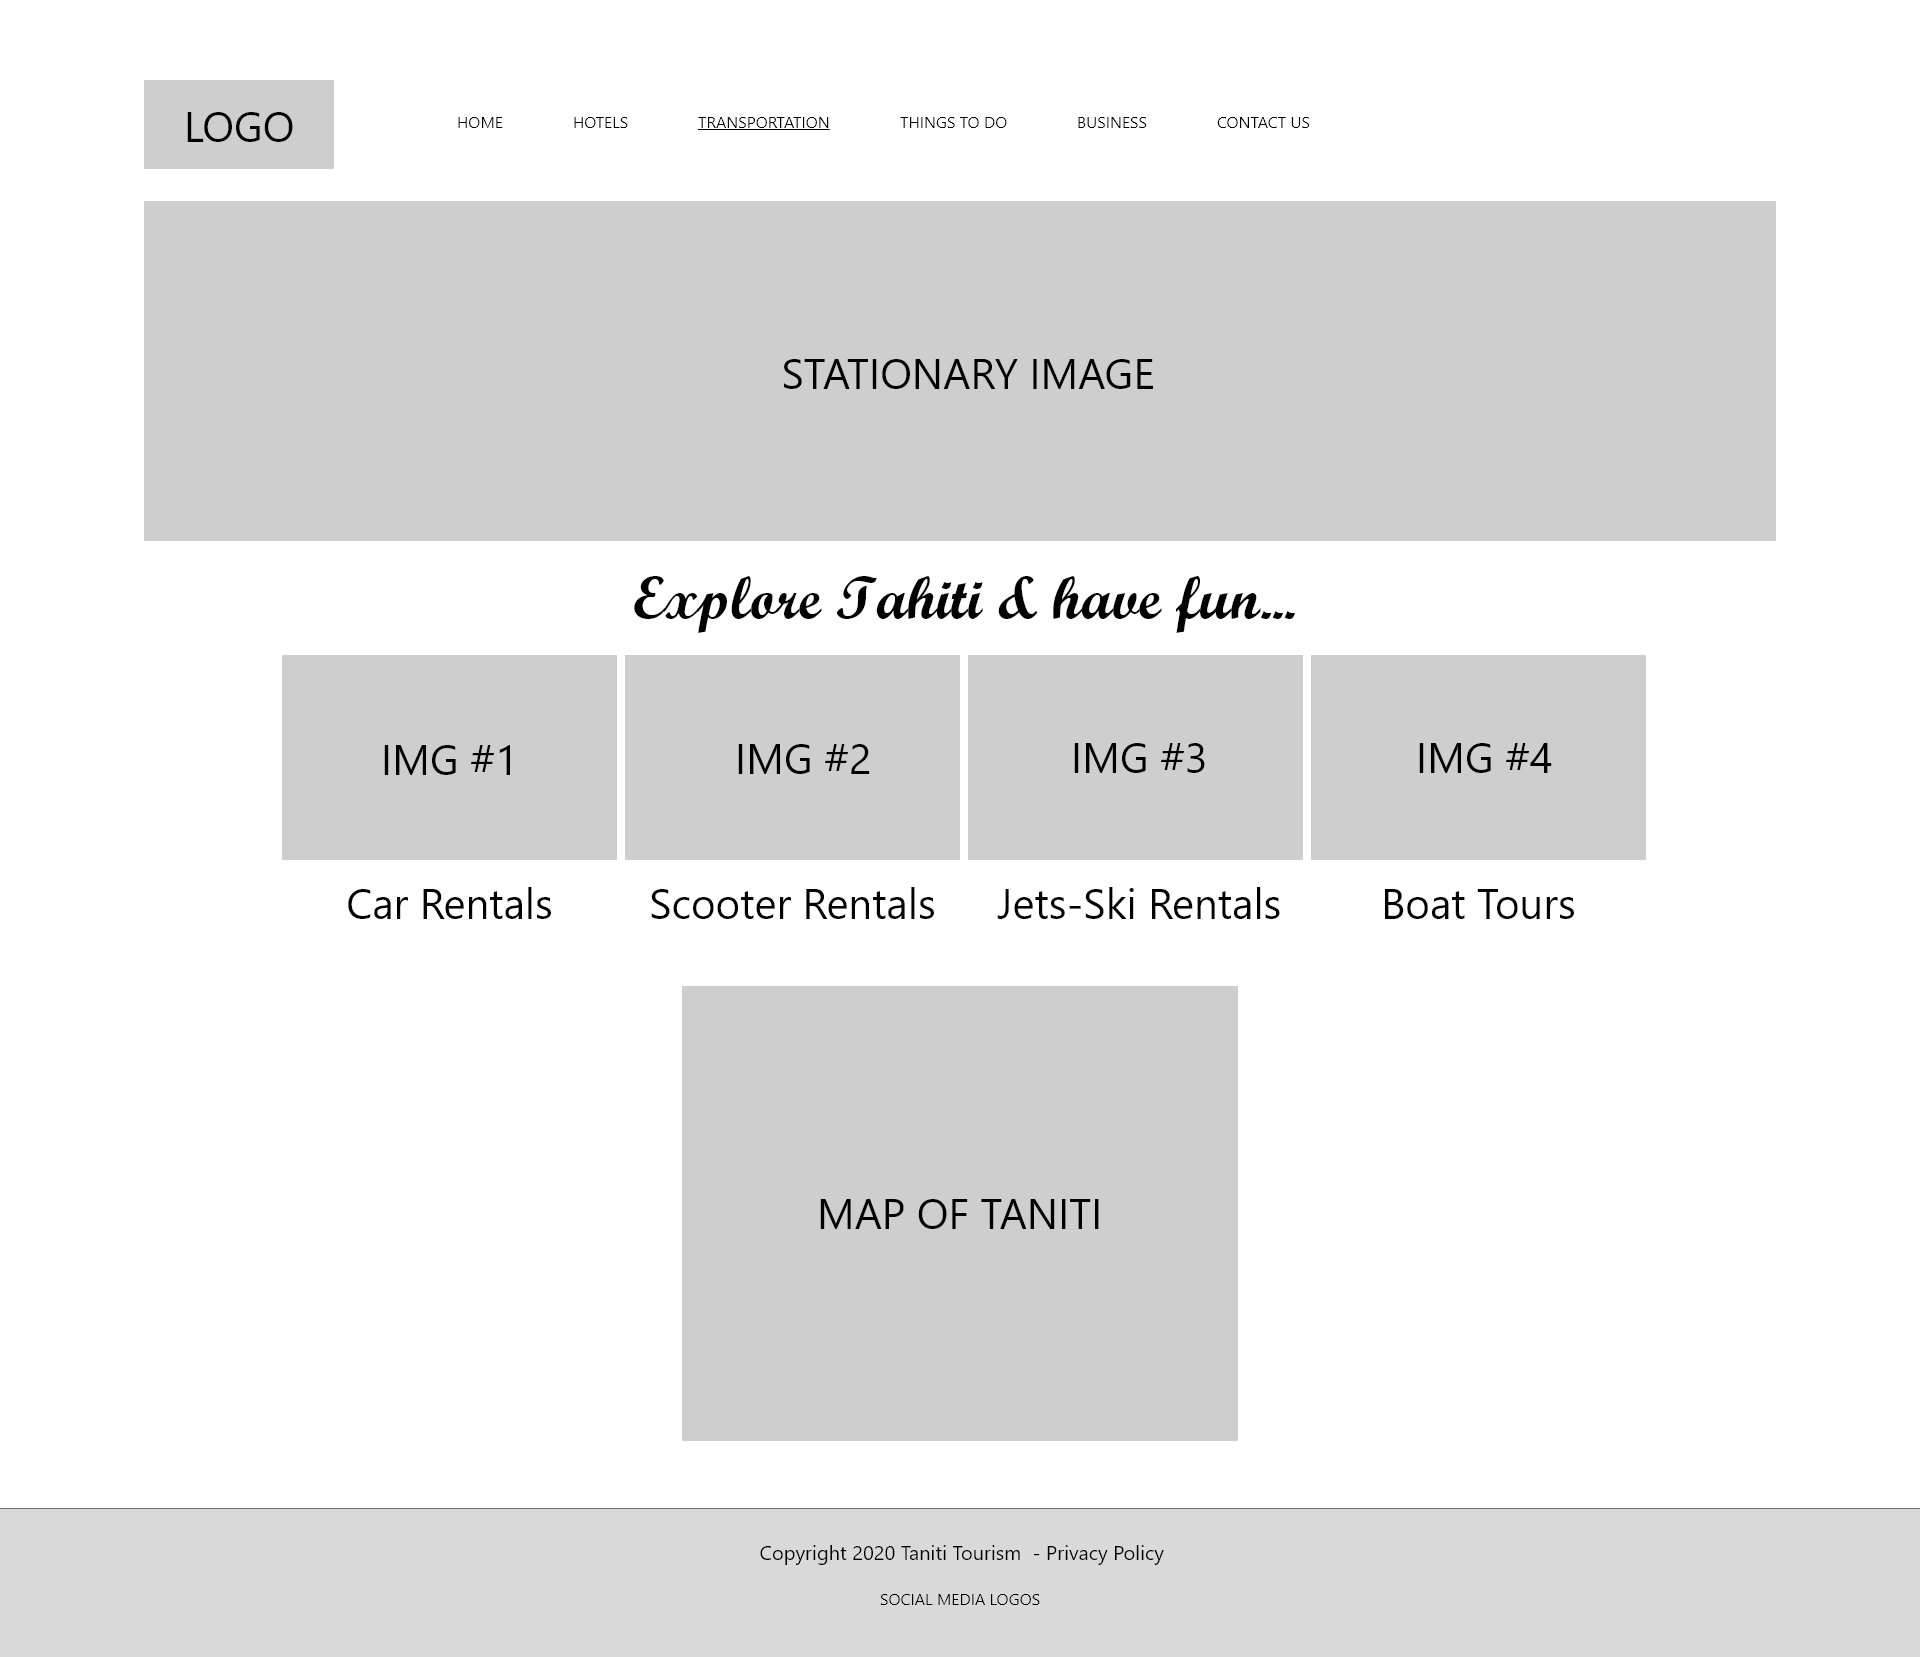 LOGO
HOME HOTELS TRANSPORTATION THINGS TO DO BUSINESS CONTACT US
STATIONARY IMAGE
Explore Tahiti & have fun...
IMG #1 IMG #2 IMG #3 IMG #4
Car Rentals Scooter Rentals Jets-Ski Rentals Boat Tours
MAP OF TANITI
Copyright 2020 Taniti Tourism - Privacy Policy
SOCIAL MEDIA LOGOS